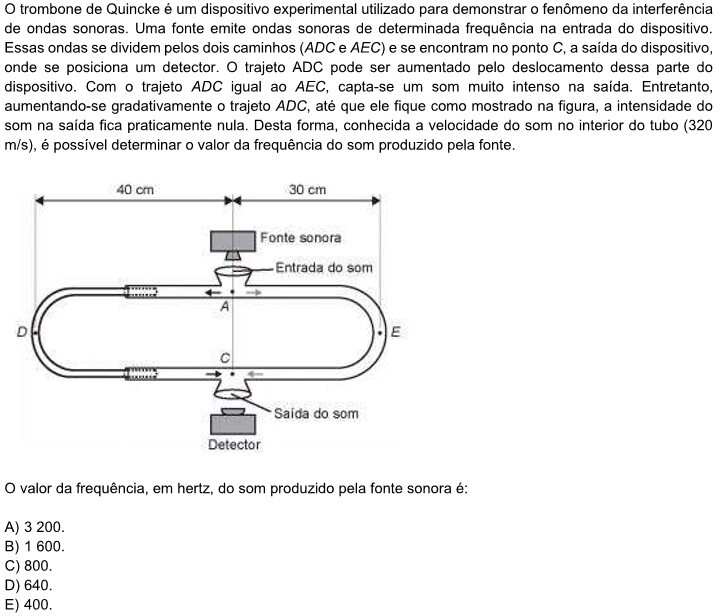 O trombone de Quincke é um dispositivo experimental utilizado para demonstrar o fenômeno da interferência
de ondas sonoras. Uma fonte emite ondas sonoras de determinada frequência na entrada do dispositivo.
Essas ondas se dividem pelos dois caminhos (ADC e AEC) e se encontram no ponto C, a saída do dispositivo,
onde se posiciona um detector. O trajeto ADC pode ser aumentado pelo deslocamento dessa parte do
dispositivo. Com o trajeto ADC igual ao AEC, capta-se um som muito intenso na saída. Entretanto,
aumentando-se gradativamente o trajeto ADC, até que ele fique como mostrado na figura, a intensidade do
som na saída fica praticamente nula. Desta forma, conhecida a velocidade do som no interior do tubo (320
m/s), é possível determinar o valor da frequência do som produzido pela fonte.
40 cm 30 cm
Fonte sonora
Entrada do som
A
D E
C
Saída do som
Detector
O valor da frequência, em hertz, do som produzido pela fonte sonora é:
A) 3 200.
B) 1 600.
C) 800.
D) 640.
E) 400.